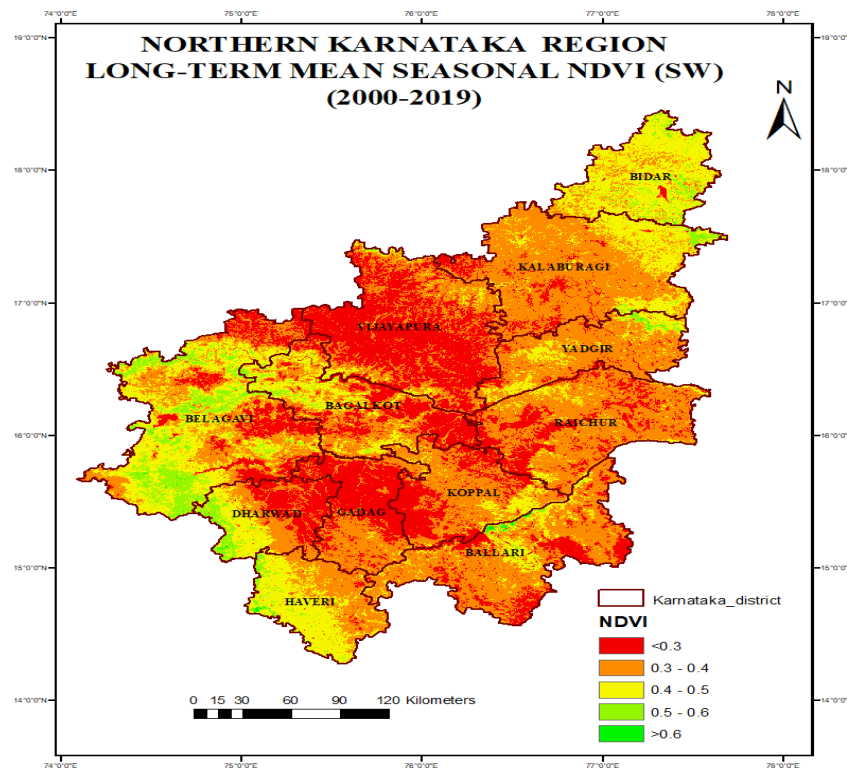 74°0'0"E 75°0'0"E 76°0'0"E 77°0'0"E 78°0'0"E
NORTHERN KARNATAKA REGION
LONG-TERM MEAN SEASONAL NDVI (SW)
(2000-2019)
N
19°0'0"N 19°0'0"N
18°0'0"N 18°0'0"N
17°0'0"N 17°0'0"N
16°0'0"N 16°0'0"N
15°0'0"N 15°0'0"N
14°0'0"N 14°0'0"N
BIDAR
KALABURAGI
VIJAYAPURA
YADGIR
BAGALKOT
BELAGAVI
RAICHUR
KOPPAL
DHARWAD
GADAG
BALLARI
HAVERI
Karnataka_district
NDVI
<0.3
0.3 - 0.4
0.4 - 0.5
0.5 - 0.6
>0.6
0 15 30 60 90 120 Kilometers
74°0'0"E 75°0'0"E 76°0'0"E 77°0'0"E 78°0'0"E